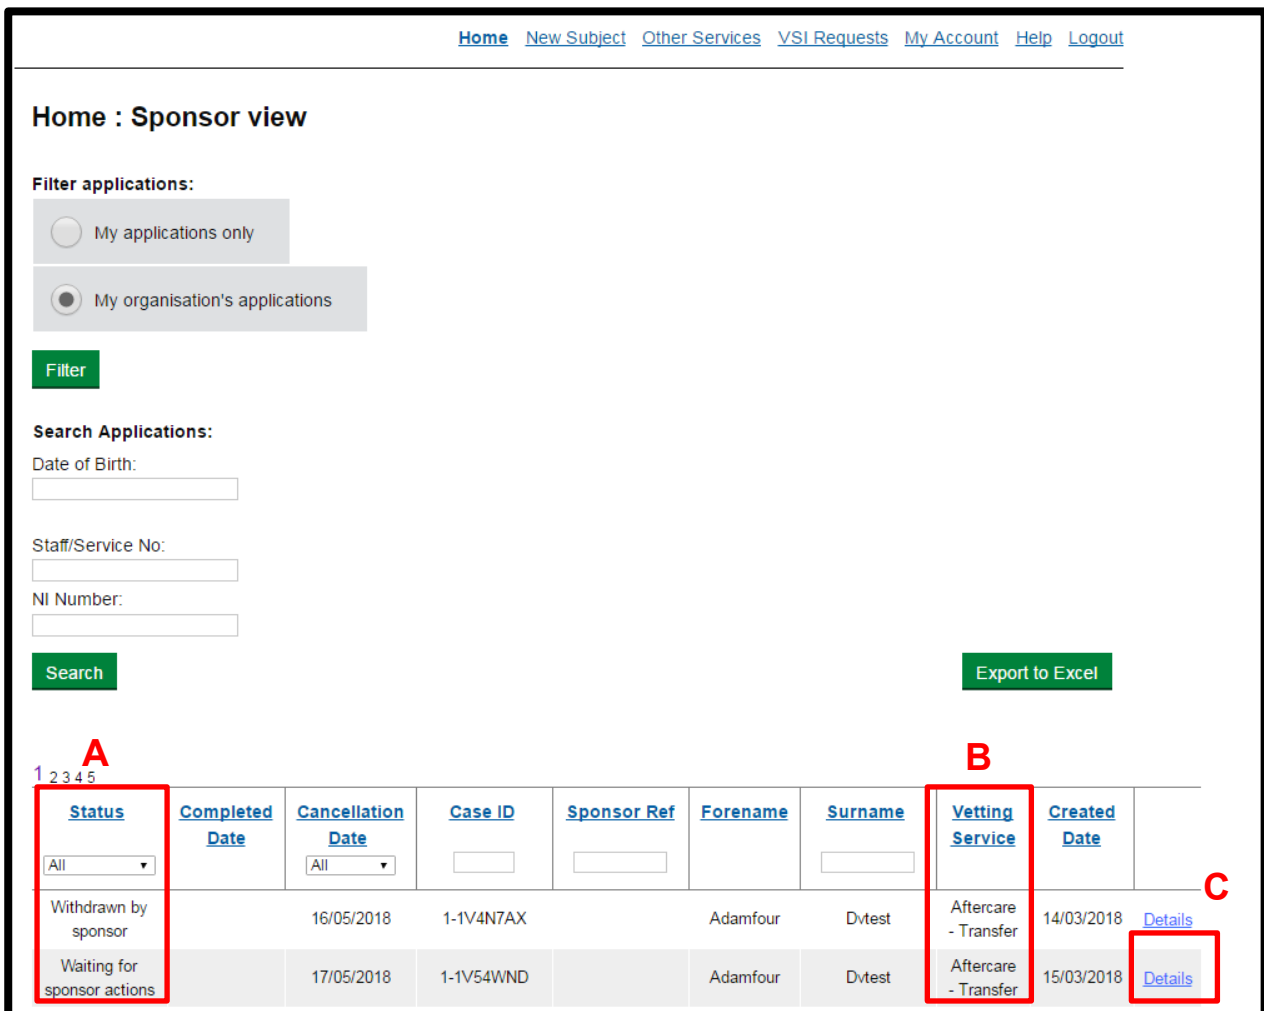 Home New Subject Other Services VSI Requests My Account Help Logout
Home : Sponsor view
Filter applications:
My applications only
My organisation's applications
Filter
Search Applications:
Date of Birth:
Staff/Service No:
NI Number:
Search Export to Excel
A B
1 2 3 4 5
Status Completed Cancellation Case ID Sponsor Ref Forename Surname Vetting Created
Date Date Service Date
All All
C
Withdrawn by sponsor 16/05/2018 1-1V4N7AX Adamfour Dvtest Aftercare - Transfer 14/03/2018 Details
Waiting for sponsor actions 17/05/2018 1-1V54WND Adamfour Dvtest Aftercare - Transfer 15/03/2018 Details